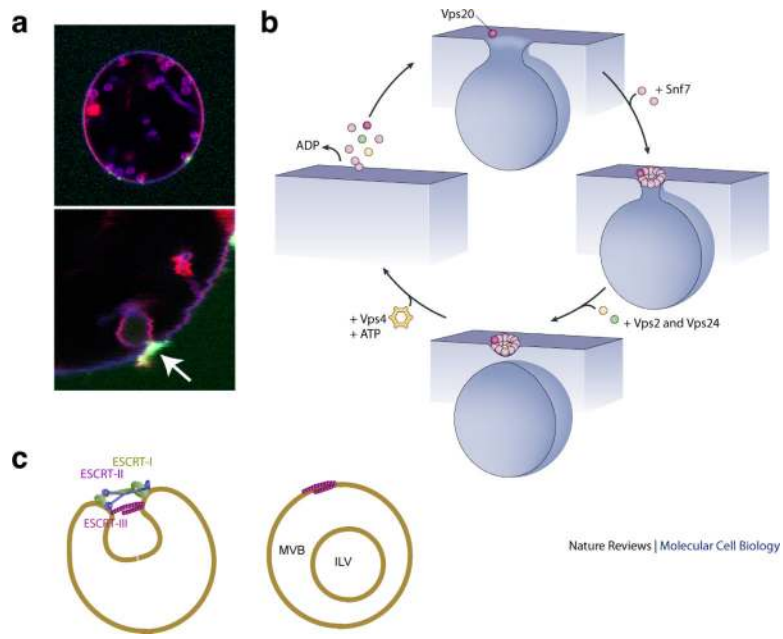 a
b
Vps20
+ Snf7
ADP
+ Vps4
+ ATP
+ Vps2 and Vps24
c
ESCRT-I
ESCRT-II
ESCRT-III
MVB
ILV
Nature Reviews | Molecular Cell Biology